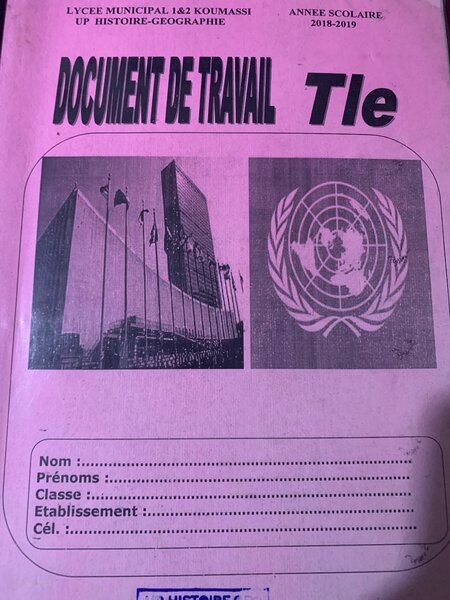 LYCEE MUNICIPAL 1&2 KOUMASSI
UP HISTOIRE-GEOGRAPHIE
ANNEE SCOLAIRE
2018-2019
DOCUMENT DE TRAVAIL Tle
Nom :
Prénoms :
Classe :
Etablissement :
Cél. :
HISTOIRE